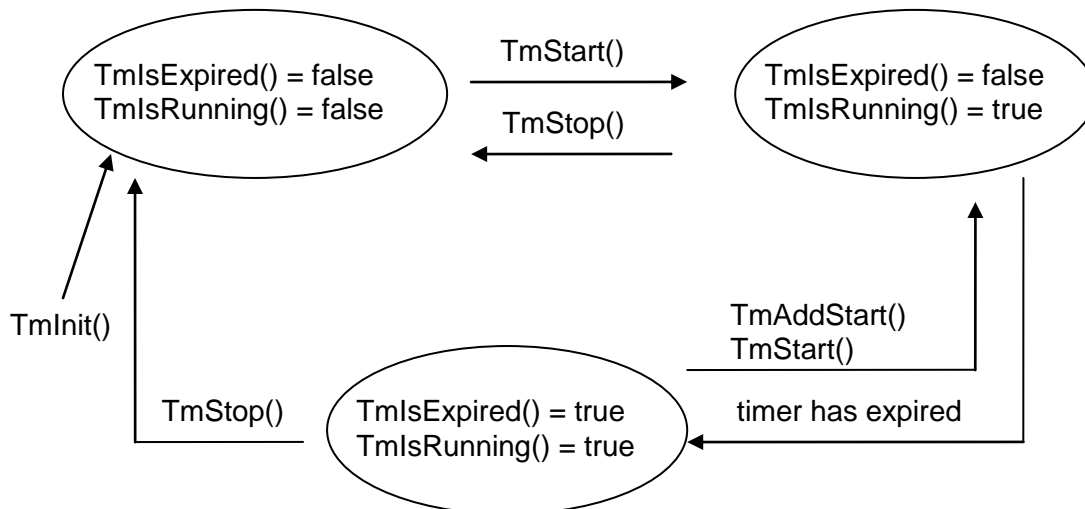 TmStart()
TmIsExpired() = false
TmIsRunning() = false
TmIsExpired() = false
TmIsRunning() = true
TmStop()
TmInit()
TmAddStart()
TmStart()
TmStop()
TmIsExpired() = true
TmIsRunning() = true
timer has expired